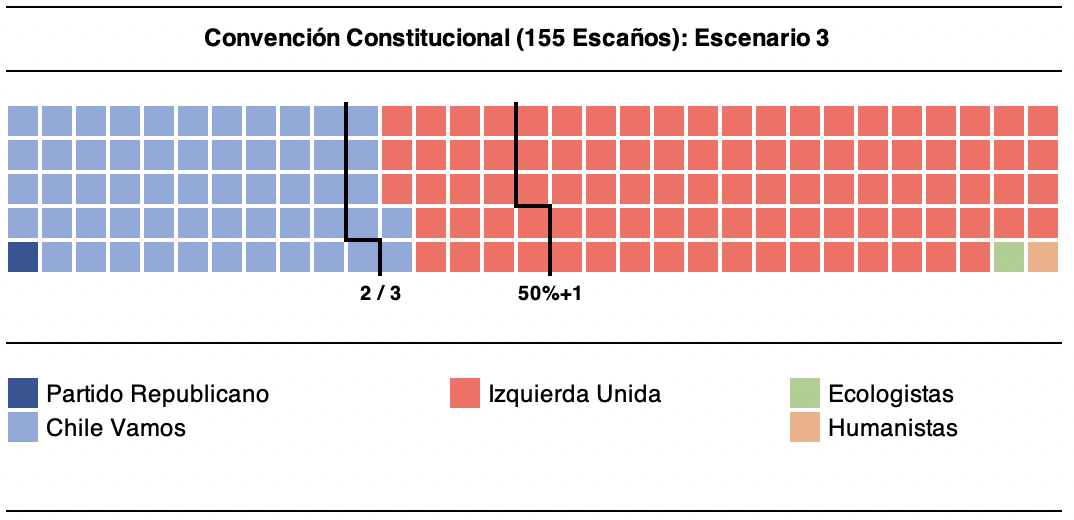 Convención Constitucional (155 Escaños): Escenario 3
2 / 3
50%+1
Partido Republicano
Izquierda Unida
Ecologistas
Chile Vamos
Humanistas